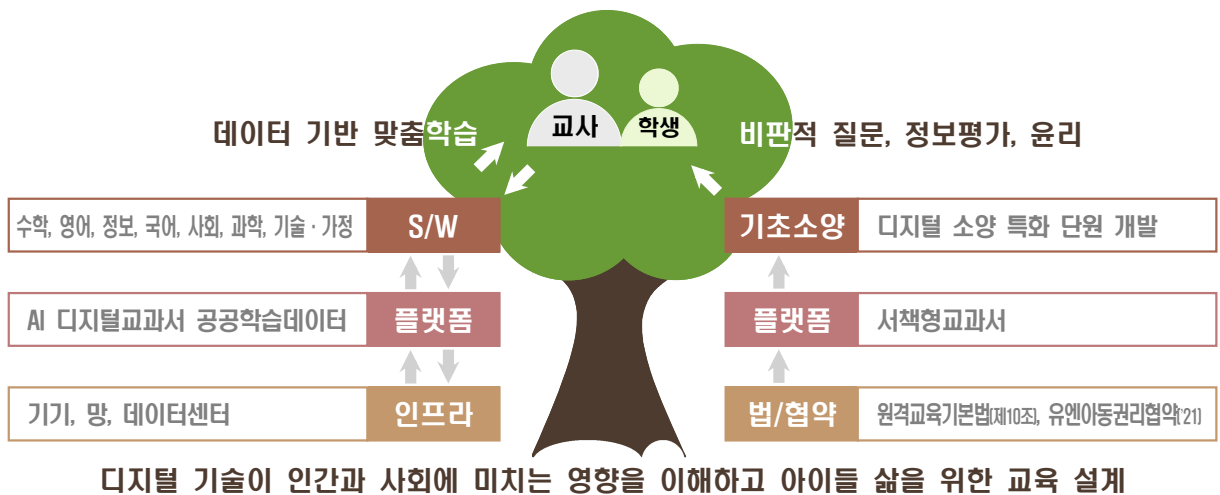 교사
학생
데이터 기반 맞춤학습
비판적 질문, 정보평가, 윤리
수학, 영어, 정보, 국어, 사회, 과학, 기술·가정
S/W
기초소양
디지털 소양 특화 단원 개발
AI 디지털교과서 공공학습데이터
플랫폼
플랫폼
서책형교과서
기기, 망, 데이터센터
인프라
법/협약
원격교육기본법(제10조), 유엔아동권리협약('21)
디지털 기술이 인간과 사회에 미치는 영향을 이해하고 아이들 삶을 위한 교육 설계